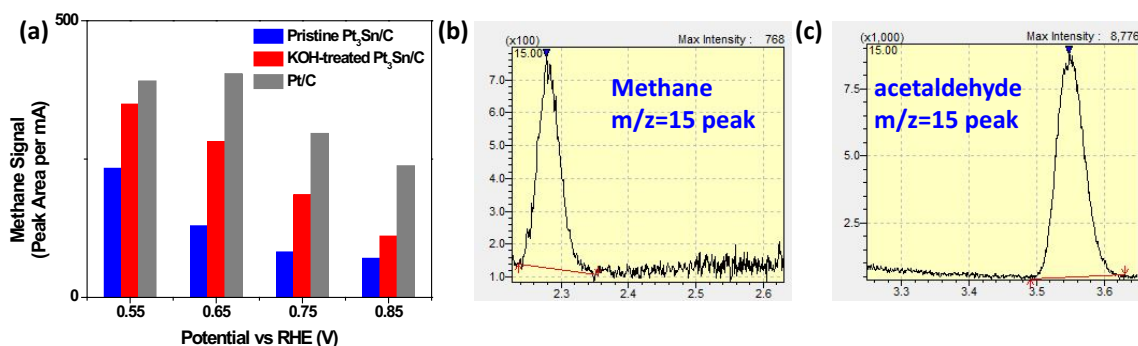 (a)
500
0
Methane Signal
(Peak Area per mA)
Pristine Pt₃Sn/C
KOH-treated Pt₃Sn/C
Pt/C
0.55 0.65 0.75 0.85
Potential vs RHE (V)
(b)
(x100) Max Intensity : 768
15.00
7.0
6.0
5.0
4.0
3.0
2.0
1.0
Methane
m/z=15 peak
2.3 2.4 2.5 2.6
(c)
(x1,000) Max Intensity : 8,776
15.00
7.5
5.0
2.5
acetaldehyde
m/z=15 peak
3.3 3.4 3.5 3.6